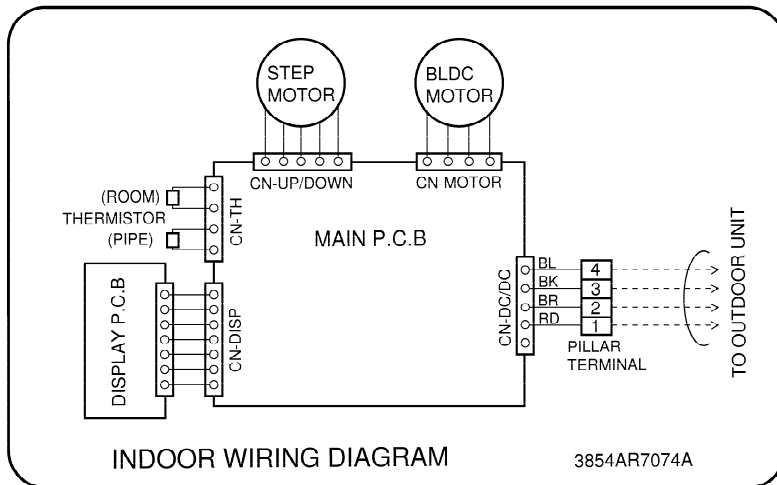 STEP
MOTOR
BLDC
MOTOR
CN-UP/DOWN
CN MOTOR
(ROOM)
THERMISTOR
(PIPE)
CN-TH
MAIN P.C.B
DISPLAY P.C.B
CN-DISP
CN-DC/DC
BL
BK
BR
RD
4
3
2
1
PILLAR
TERMINAL
TO OUTDOOR UNIT
INDOOR WIRING DIAGRAM
3854AR7074A